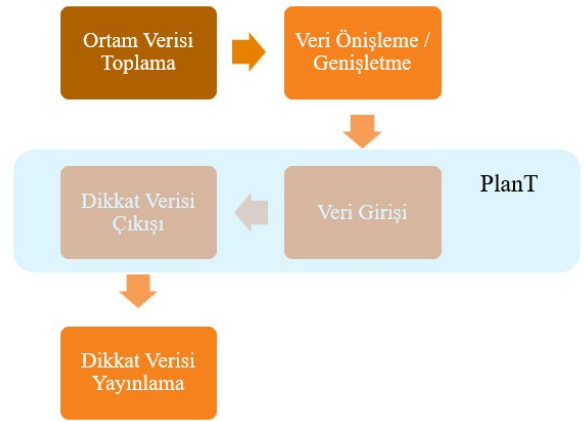 Ortam Verisi
Toplama
Veri Önişleme /
Genişletme
PlanT
Veri Girişi
Dikkat Verisi
Çıkışı
Dikkat Verisi
Yayınlama